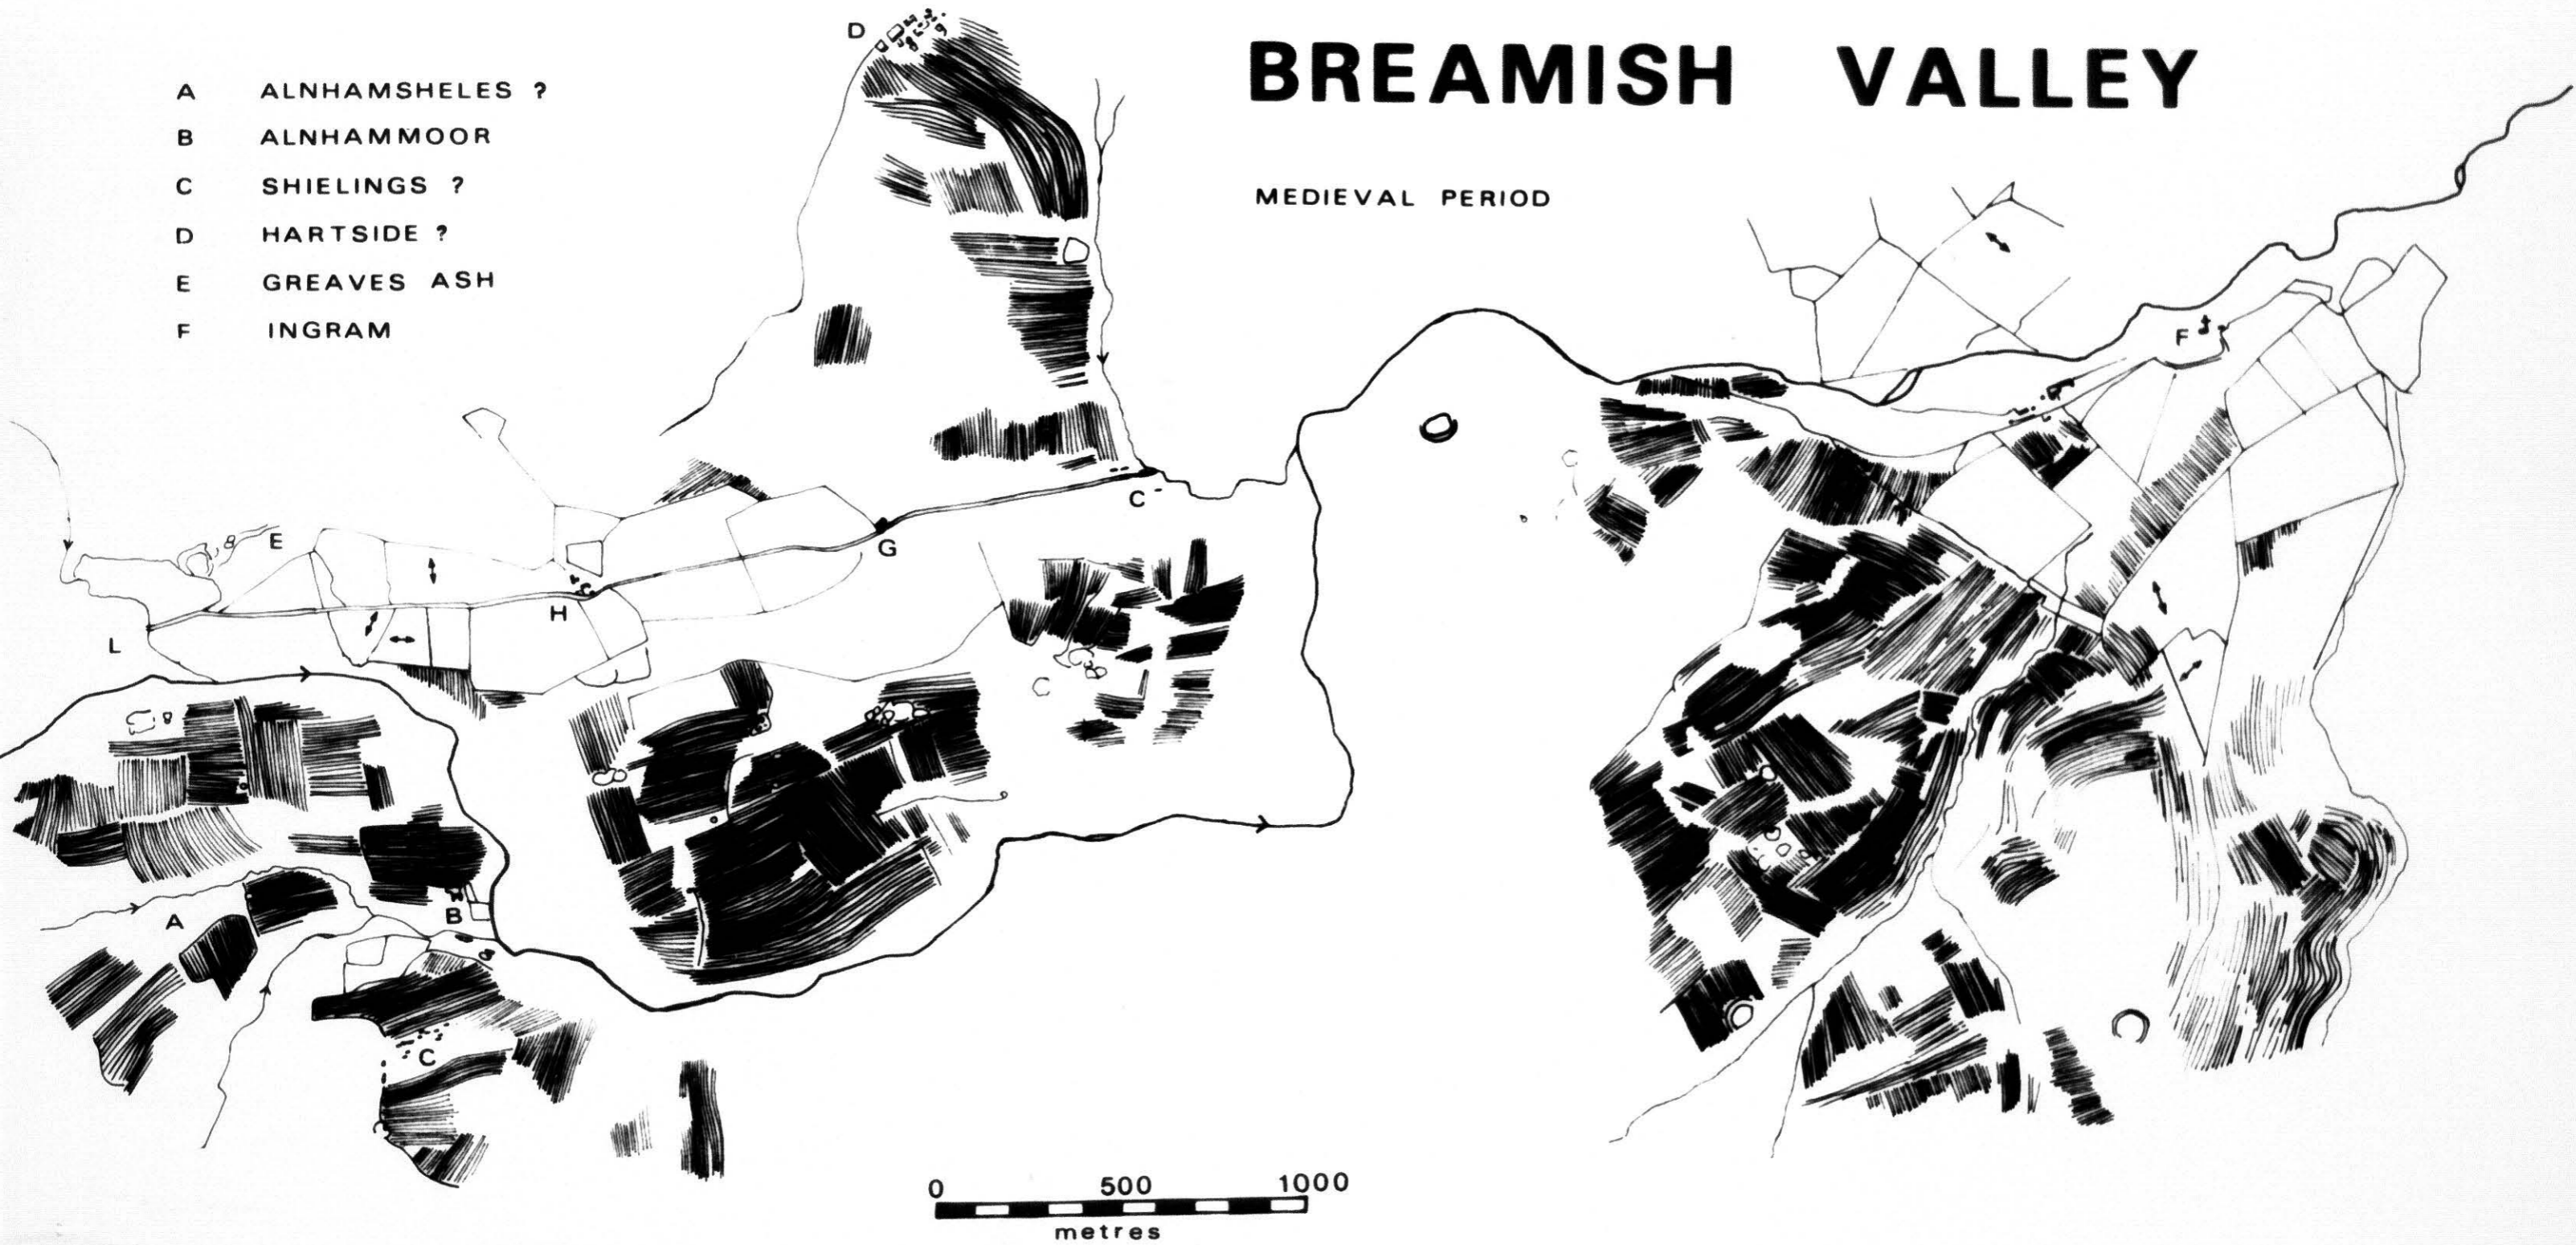 BREAMISH VALLEY
MEDIEVAL PERIOD
A ALNHAMSHELES ?
B ALNHAMMOOR
C SHIELINGS ?
D HARTSIDE ?
E GREAVES ASH
F INGRAM
D
F
C
G
E
H
L
A
B
C
0 500 1000
metres